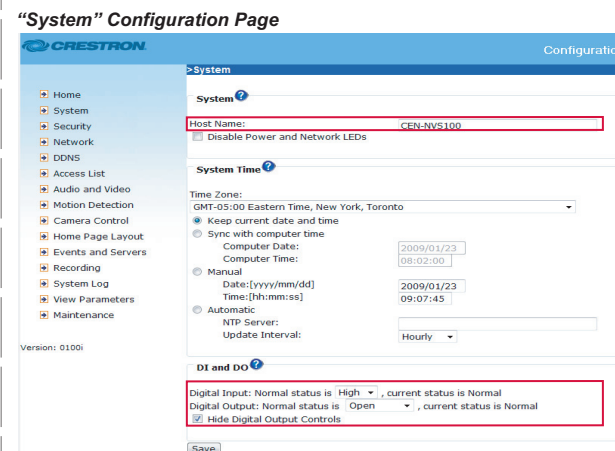 “System” Configuration Page
CRESTRON
Configuratio
>System
Home
System
Security
Network
DDNS
Access List
Audio and Video
Motion Detection
Camera Control
Home Page Layout
Events and Servers
Recording
System Log
View Parameters
Maintenance
Version: 0100i
System ?
Host Name: CEN-NVS100
Disable Power and Network LEDs
System Time ?
Time Zone:
GMT-05:00 Eastern Time, New York, Toronto
Keep current date and time
Sync with computer time
Computer Date: 2009/01/23
Computer Time: 08:02:00
Manual
Date:[yyyy/mm/dd] 2009/01/23
Time:[hh:mm:ss] 09:07:45
Automatic
NTP Server:
Update Interval: Hourly
DI and DO ?
Digital Input: Normal status is High , current status is Normal
Digital Output: Normal status is Open , current status is Normal
Hide Digital Output Controls
Save